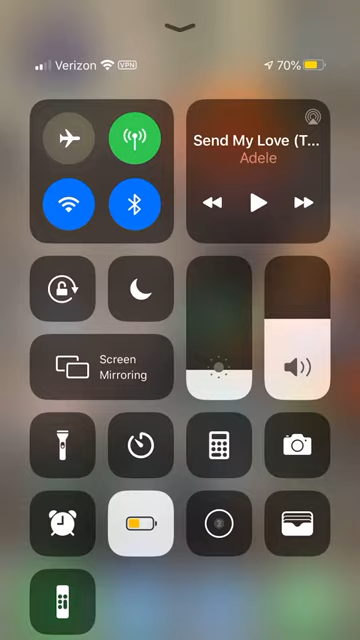 Verizon VPN 70%
Send My Love (T...
Adele
Screen
Mirroring